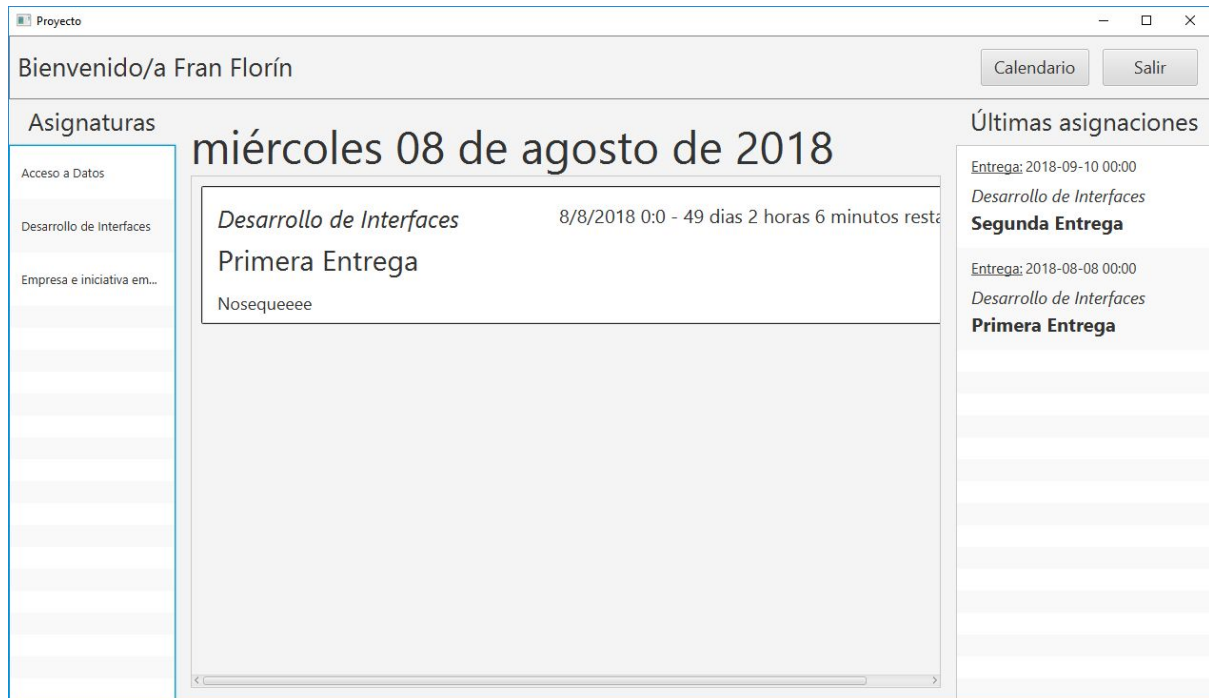 Proyecto
Bienvenido/a Fran Florín
Calendario
Salir
Asignaturas
Acceso a Datos
Desarrollo de Interfaces
Empresa e iniciativa em...
miércoles 08 de agosto de 2018
Desarrollo de Interfaces
8/8/2018 0:0 - 49 dias 2 horas 6 minutos resta
Primera Entrega
Nosequeeee
Últimas asignaciones
Entrega: 2018-09-10 00:00
Desarrollo de Interfaces
Segunda Entrega
Entrega: 2018-08-08 00:00
Desarrollo de Interfaces
Primera Entrega